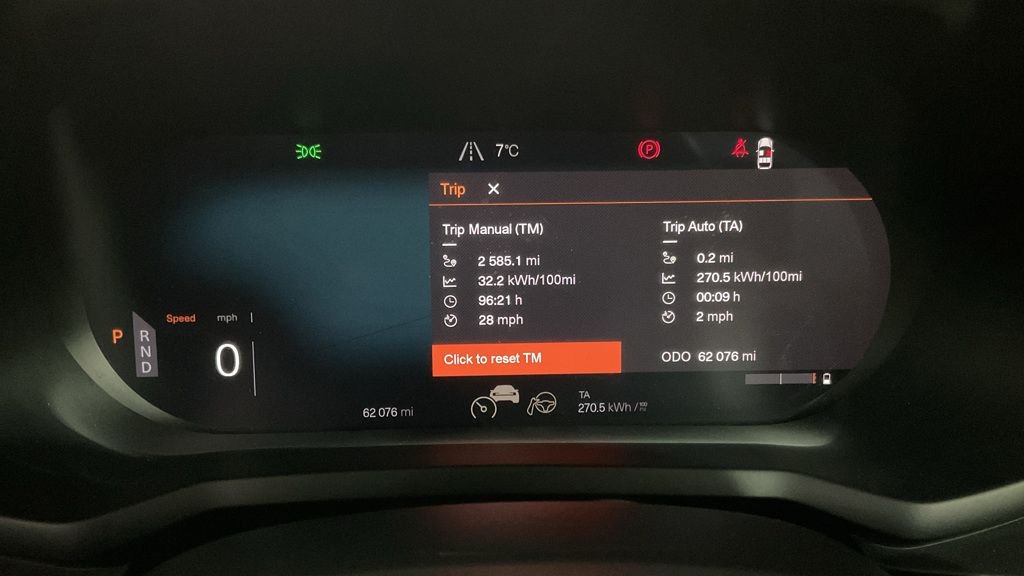 7°C
P
Trip ×
Trip Manual (TM)
2 585.1 mi
32.2 kWh/100mi
96:21 h
28 mph
Click to reset TM
Trip Auto (TA)
0.2 mi
270.5 kWh/100mi
00:09 h
2 mph
ODO 62 076 mi
Speed mph
P
R
N
D
0
62 076 mi
TA
270.5 kWh /100